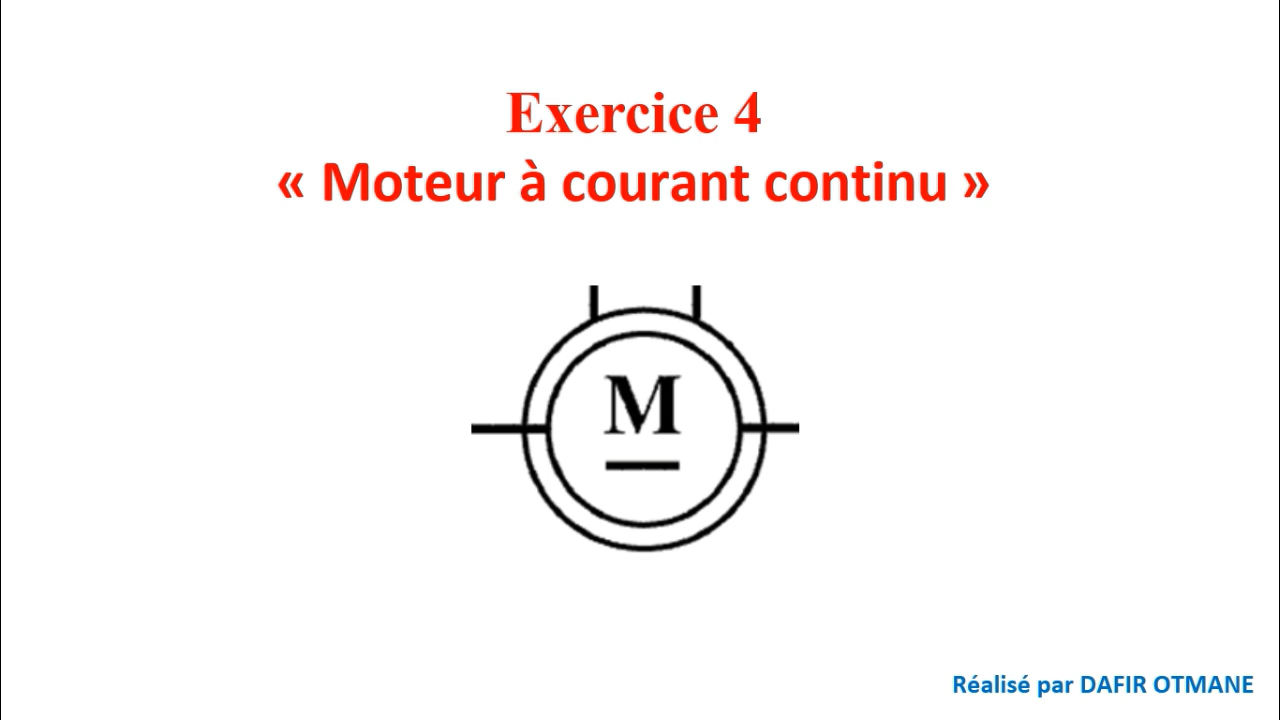 Exercice 4
« Moteur à courant continu »
M
Réalisé par DAFIR OTMANE